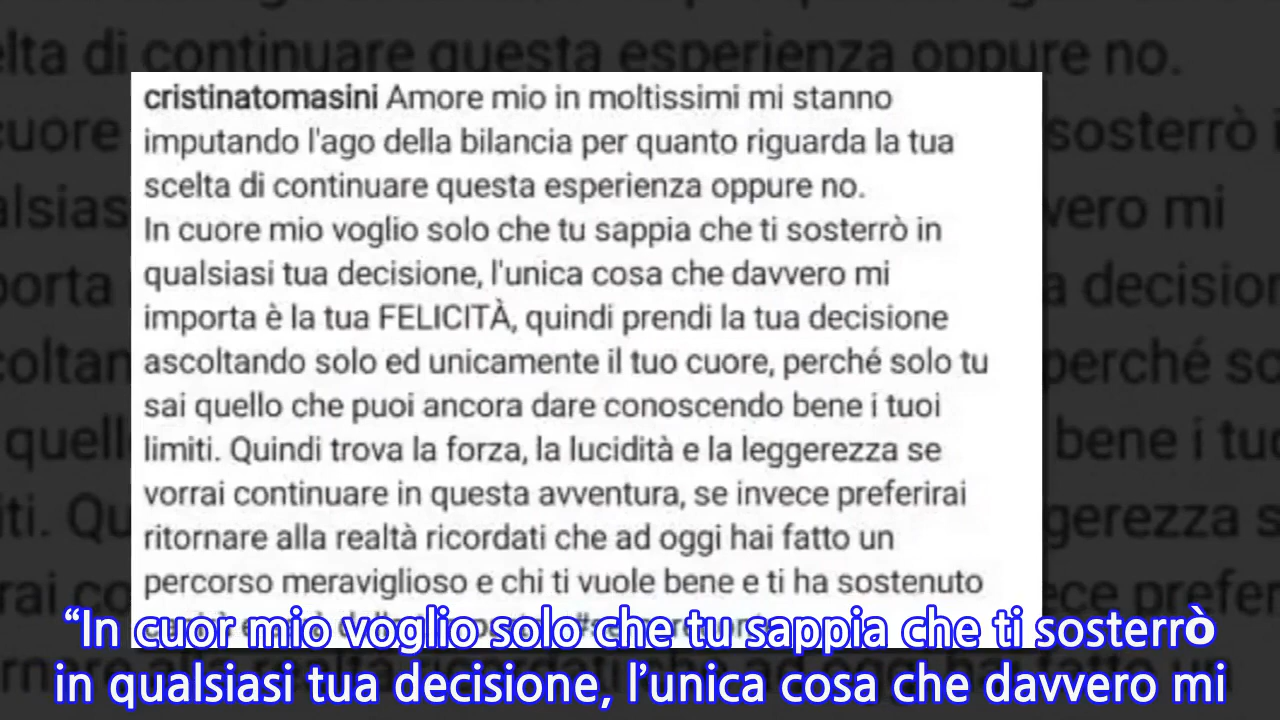 cristinatomasini Amore mio in moltissimi mi stanno
imputando l'ago della bilancia per quanto riguarda la tua
scelta di continuare questa esperienza oppure no.
In cuore mio voglio solo che tu sappia che ti sosterrò in
qualsiasi tua decisione, l'unica cosa che davvero mi
importa è la tua FELICITÀ, quindi prendi la tua decisione
ascoltando solo ed unicamente il tuo cuore, perché solo tu
sai quello che puoi ancora dare conoscendo bene i tuoi
limiti. Quindi trova la forza, la lucidità e la leggerezza se
vorrai continuare in questa avventura, se invece preferirai
ritornare alla realtà ricordati che ad oggi hai fatto un
percorso meraviglioso e chi ti vuole bene e ti ha sostenuto
“In cuor mio voglio solo che tu sappia che ti sosterrò
in qualsiasi tua decisione, l’unica cosa che davvero mi